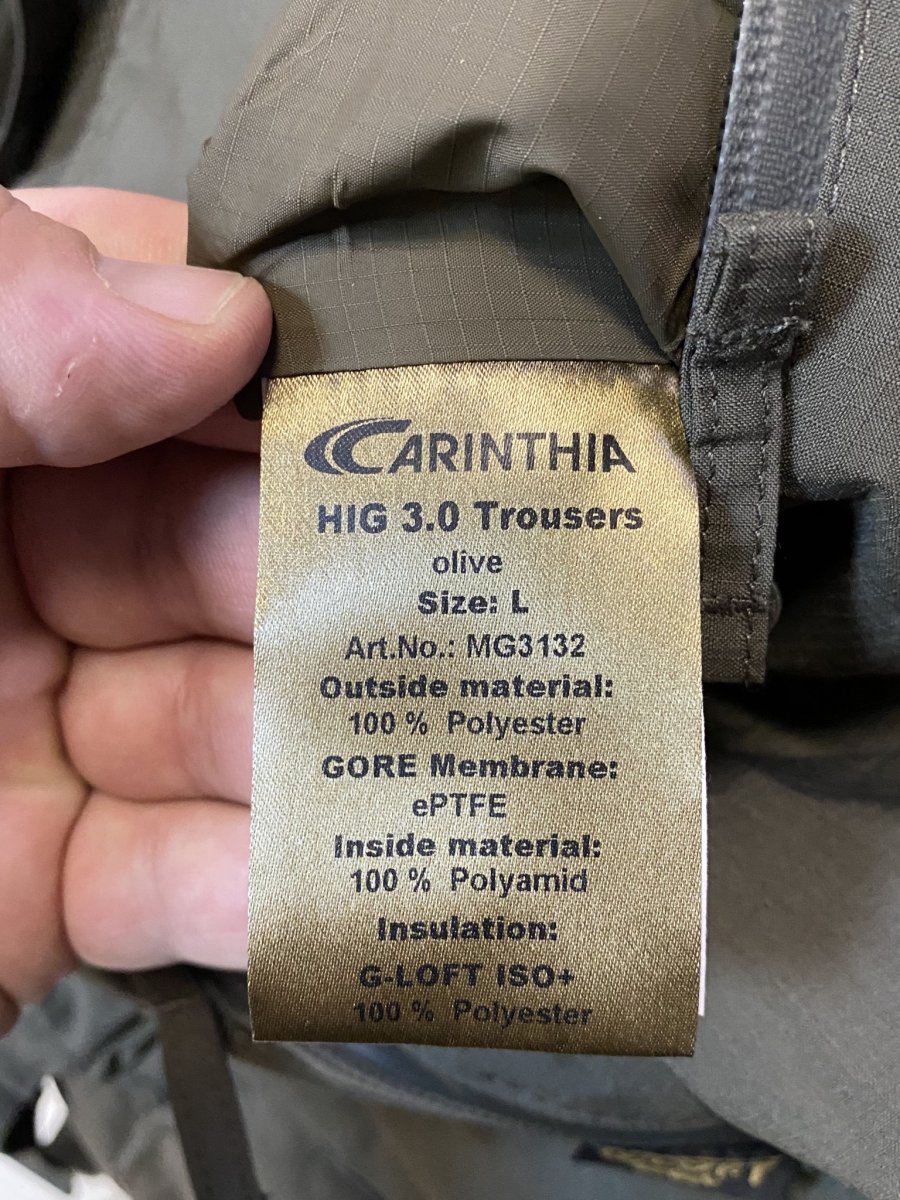 CARINTHIA
HIG 3.0 Trousers
olive
Size: L
Art.No.: MG3132
Outside material:
100 % Polyester
GORE Membrane:
ePTFE
Inside material:
100 % Polyamid
Insulation:
G-LOFT ISO+
100 % Polyester